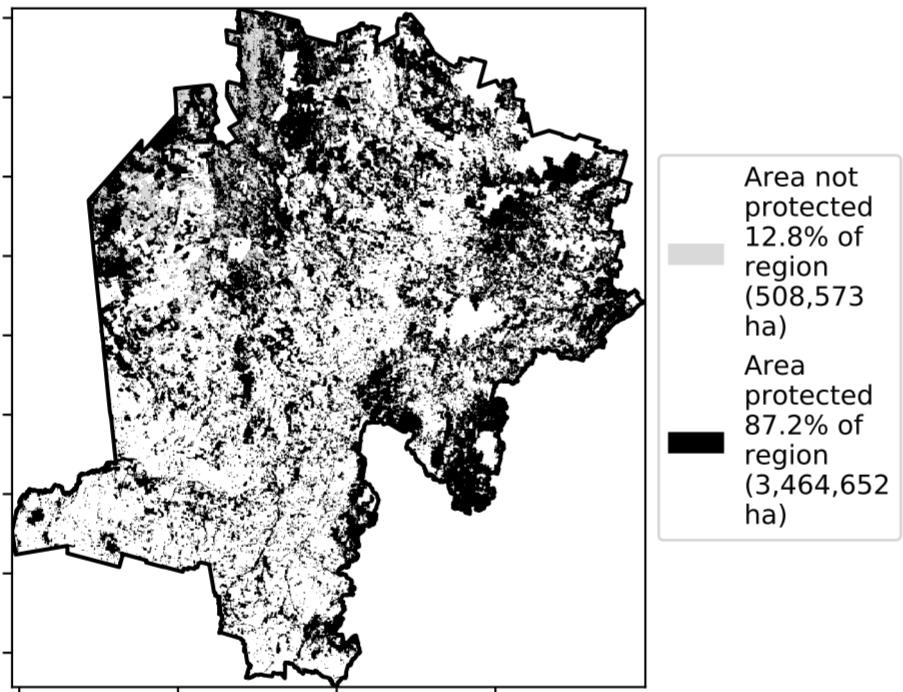 Area not
protected
12.8% of
region
(508,573
ha)
Area
protected
87.2% of
region
(3,464,652
ha)